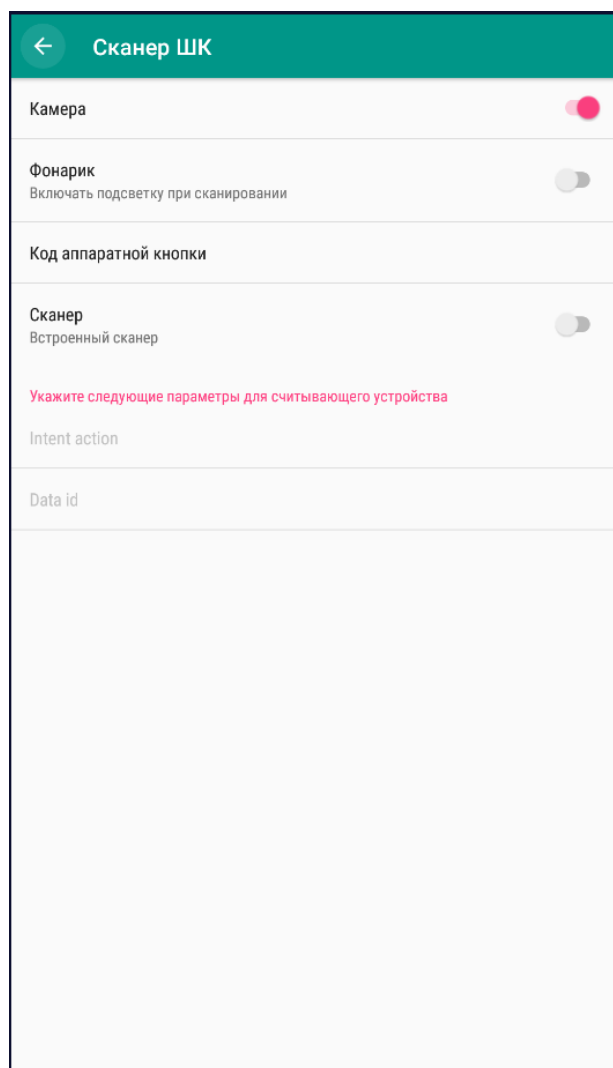 Сканер ШК
Камера
Фонарик
Включать подсветку при сканировании
Код аппаратной кнопки
Сканер
Встроенный сканер
Укажите следующие параметры для считывающего устройства
Intent action
Data id